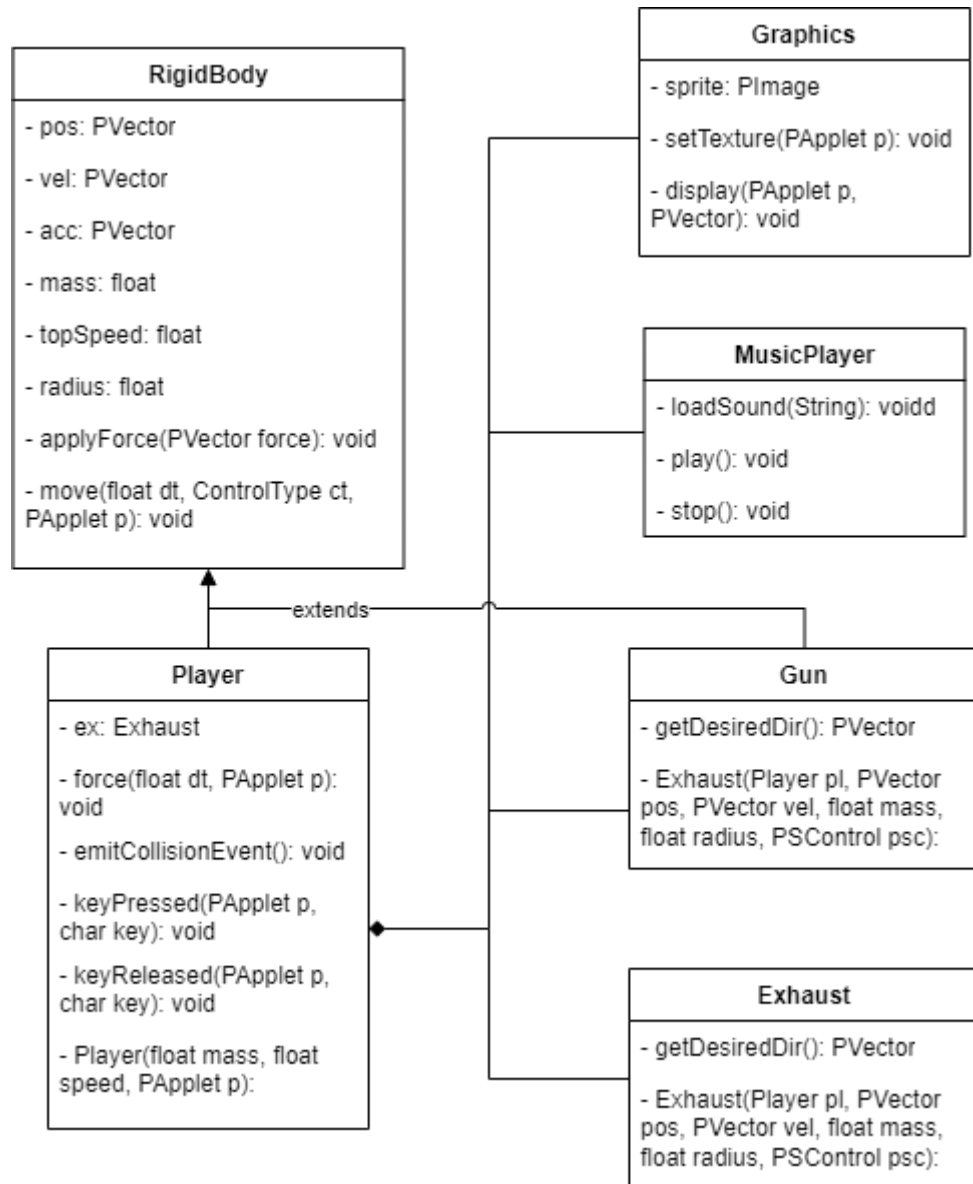 RigidBody
- pos: PVector
- vel: PVector
- acc: PVector
- mass: float
- topSpeed: float
- radius: float
- applyForce(PVector force): void
- move(float dt, ControlType ct,
PApplet p): void
Graphics
- sprite: PImage
- setTexture(PApplet p): void
- display(PApplet p,
PVector): void
MusicPlayer
- loadSound(String): voidd
- play(): void
- stop(): void
extends
Player
- ex: Exhaust
- force(float dt, PApplet p):
void
- emitCollisionEvent(): void
- keyPressed(PApplet p,
char key): void
- keyReleased(PApplet p,
char key): void
- Player(float mass, float
speed, PApplet p):
Gun
- getDesiredDir(): PVector
- Exhaust(Player pl, PVector
pos, PVector vel, float mass,
float radius, PSControl psc):
Exhaust
- getDesiredDir(): PVector
- Exhaust(Player pl, PVector
pos, PVector vel, float mass,
float radius, PSControl psc):